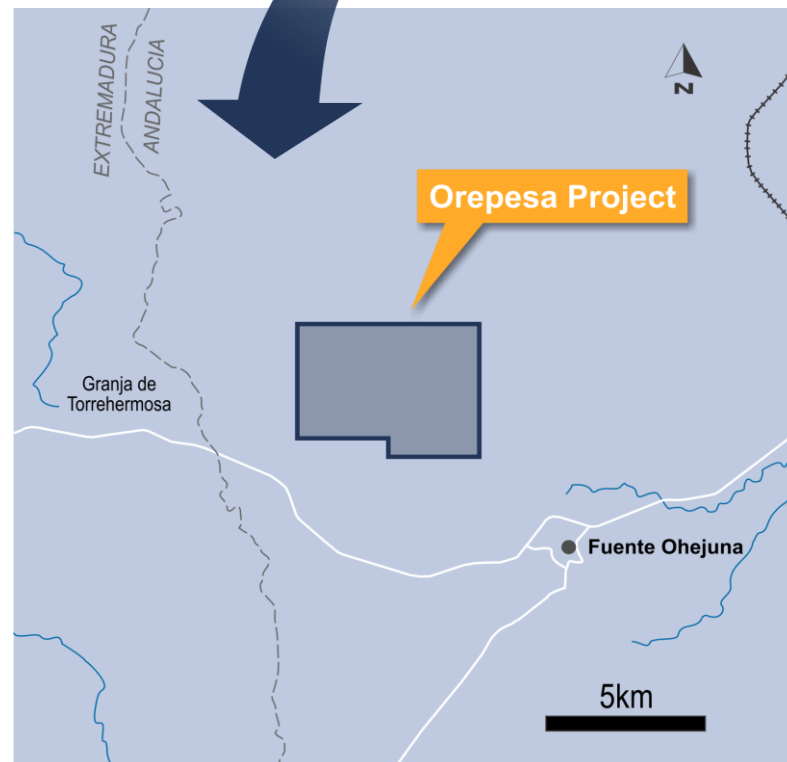 EXTREMADURA
ANDALUCIA
N
Orepesa Project
Granja de
Torrehermosa
Fuente Ohejuna
5km